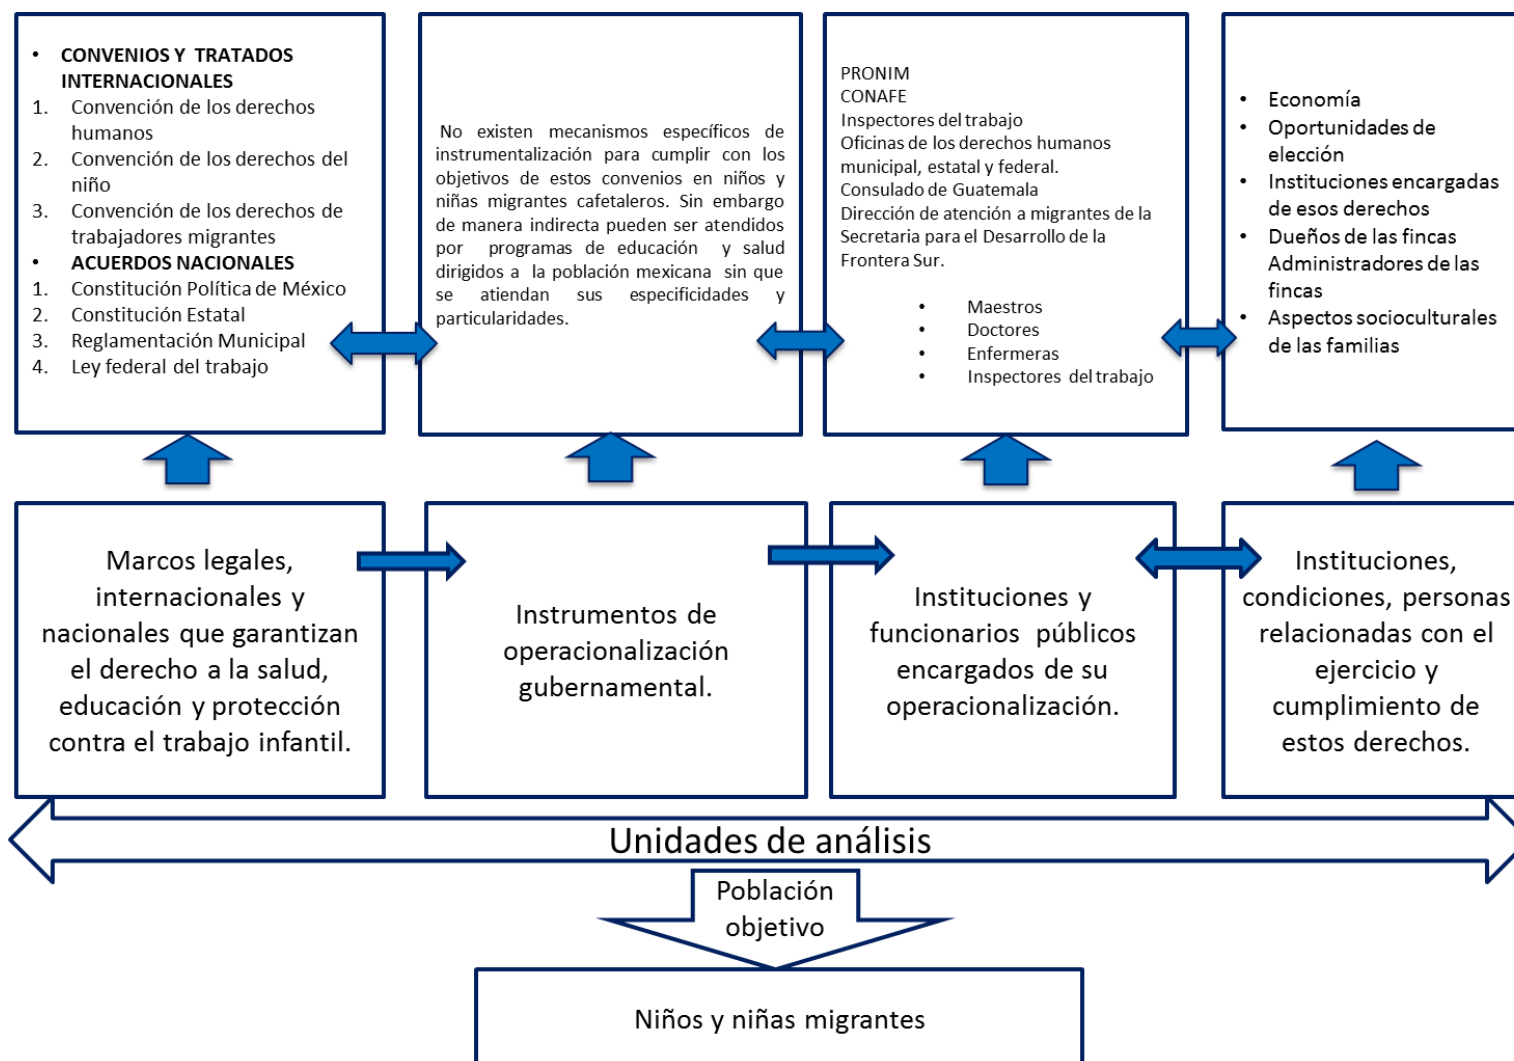 • CONVENIOS Y TRATADOS
INTERNACIONALES
1. Convención de los derechos
humanos
2. Convención de los derechos del
niño
3. Convención de los derechos de
trabajadores migrantes
• ACUERDOS NACIONALES
1. Constitución Política de México
2. Constitución Estatal
3. Reglamentación Municipal
4. Ley federal del trabajo
No existen mecanismos específicos de
instrumentalización para cumplir con los
objetivos de estos convenios en niños y
niñas migrantes cafetaleros. Sin embargo
de manera indirecta pueden ser atendidos
por programas de educación y salud
dirigidos a la población mexicana sin que
se atiendan sus especificidades y
particularidades.
PRONIM
CONAFE
Inspectores del trabajo
Oficinas de los derechos humanos
municipal, estatal y federal.
Consulado de Guatemala
Dirección de atención a migrantes de la
Secretaria para el Desarrollo de la
Frontera Sur.
• Maestros
• Doctores
• Enfermeras
• Inspectores del trabajo
• Economía
• Oportunidades de
elección
• Instituciones encargadas
de esos derechos
• Dueños de las fincas
Administradores de las
fincas
• Aspectos socioculturales
de las familias
Marcos legales,
internacionales y
nacionales que garantizan
el derecho a la salud,
educación y protección
contra el trabajo infantil.
Instrumentos de
operacionalización
gubernamental.
Instituciones y
funcionarios públicos
encargados de su
operacionalización.
Instituciones,
condiciones, personas
relacionadas con el
ejercicio y
cumplimiento de
estos derechos.
Unidades de análisis
Población
objetivo
Niños y niñas migrantes